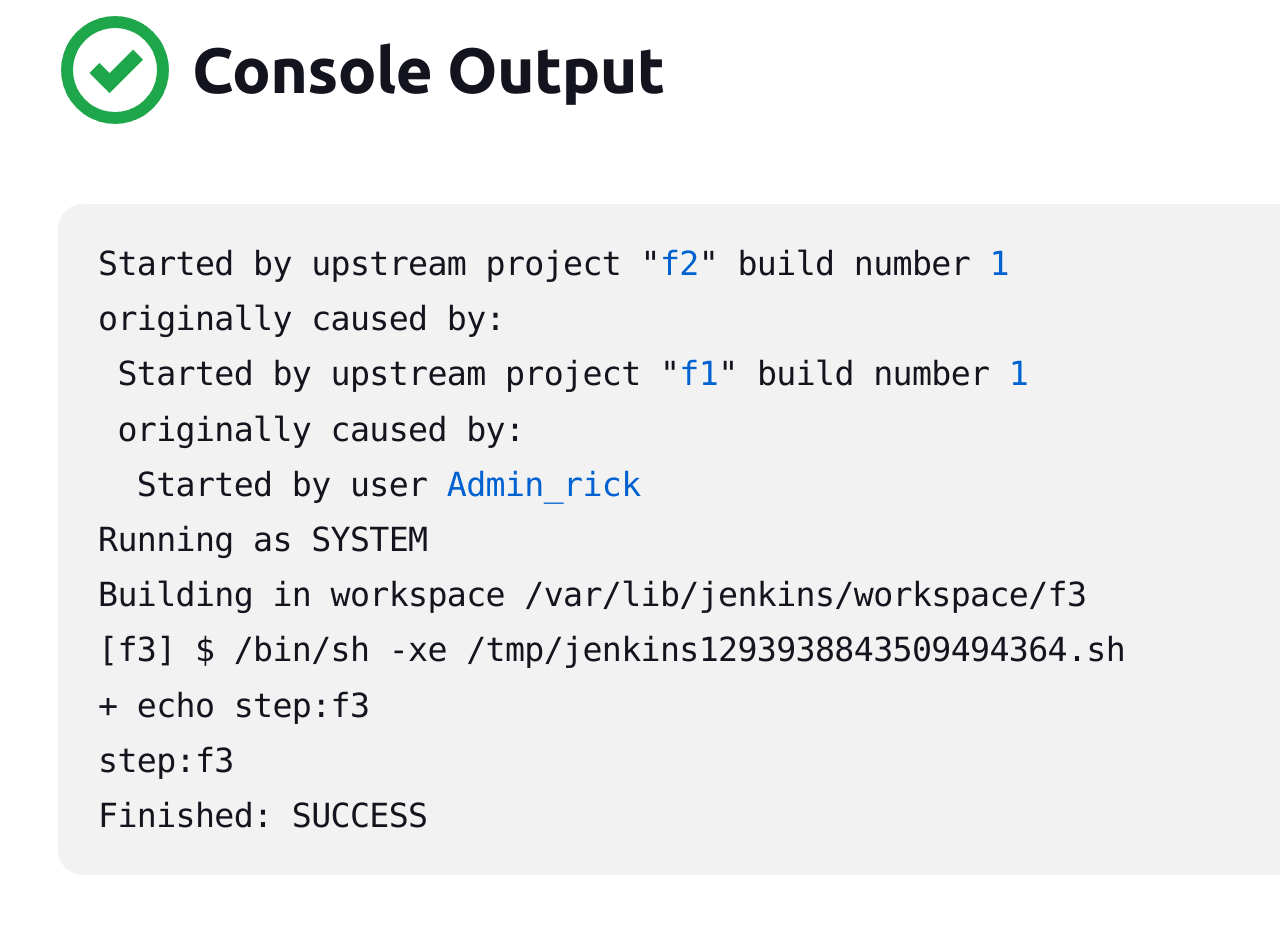 Console Output
Started by upstream project "f2" build number 1
originally caused by:
 Started by upstream project "f1" build number 1
 originally caused by:
  Started by user Admin_rick
Running as SYSTEM
Building in workspace /var/lib/jenkins/workspace/f3
[f3] $ /bin/sh -xe /tmp/jenkins1293938843509494364.sh
+ echo step:f3
step:f3
Finished: SUCCESS